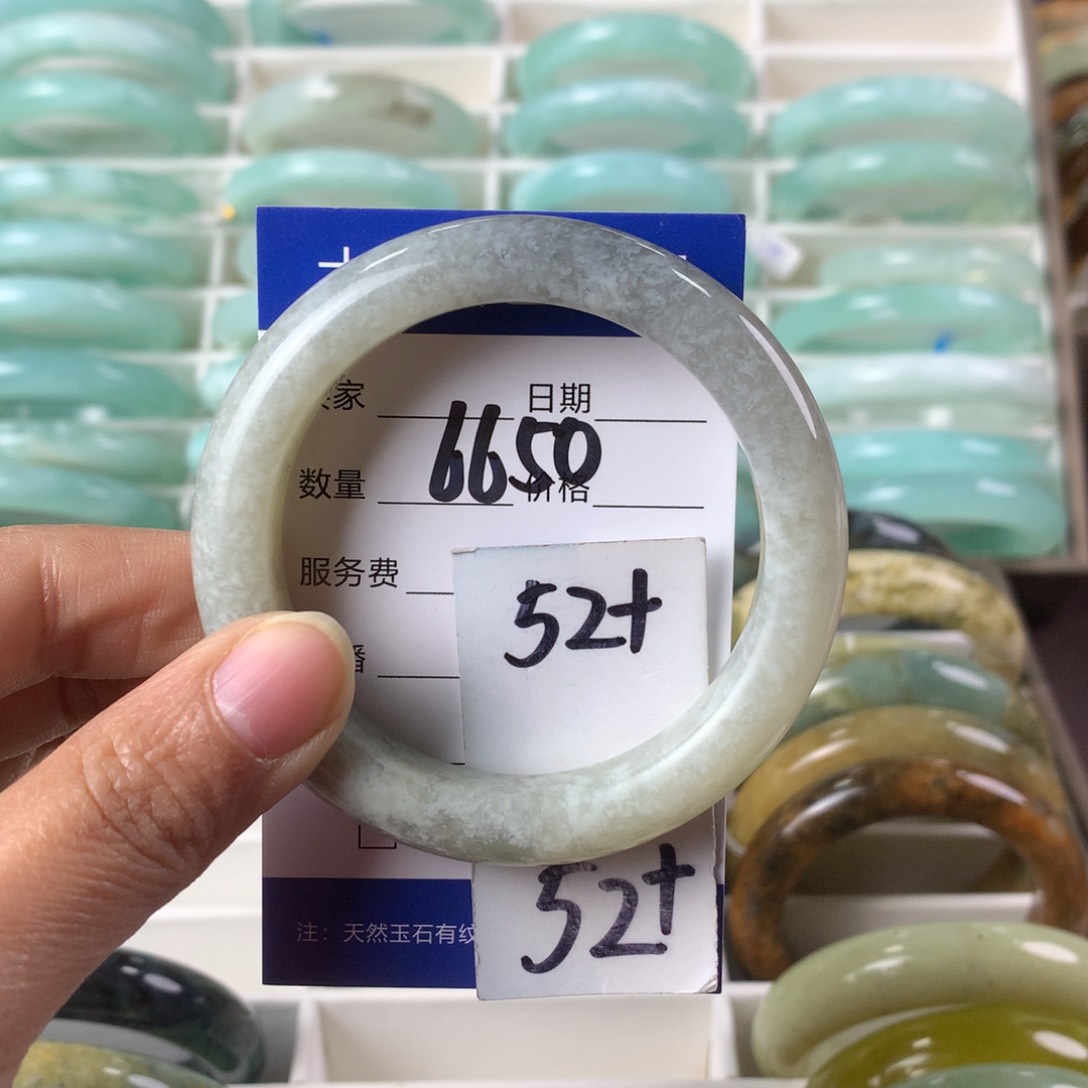 家 日期
6650
数量 价格
服务费
52+
播
52+
注：天然玉石有纹